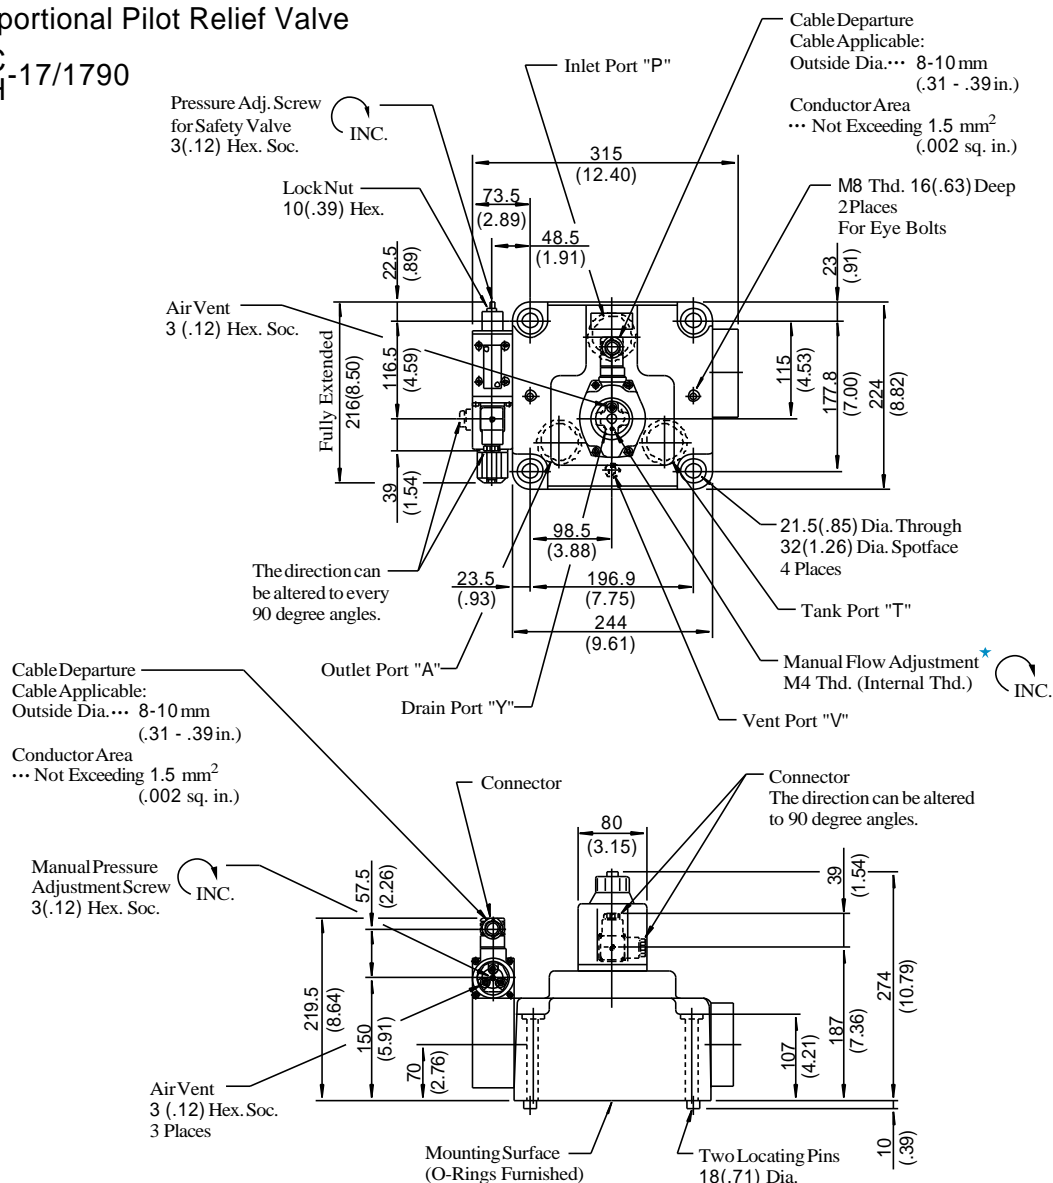 portional Pilot Relief Valve
-17/1790
Cable Departure
Cable Applicable:
Outside Dia.··· 8-10 mm
(.31 - .39 in.)
Conductor Area
··· Not Exceeding 1.5 mm²
(.002 sq. in.)
Inlet Port "P"
Pressure Adj. Screw
for Safety Valve
3(.12) Hex. Soc.
INC.
315
(12.40)
Lock Nut
10(.39) Hex.
73.5
(2.89)
48.5
(1.91)
M8 Thd. 16(.63) Deep
2 Places
For Eye Bolts
22.5
(.89)
23
(.91)
Air Vent
3 (.12) Hex. Soc.
Fully Extended
216(8.50)
116.5
(4.59)
115
(4.53)
177.8
(7.00)
224
(8.82)
39
(1.54)
98.5
(3.88)
21.5(.85) Dia. Through
32(1.26) Dia. Spotface
4 Places
The direction can
be altered to every
90 degree angles.
23.5
(.93)
196.9
(7.75)
Tank Port "T"
244
(9.61)
Outlet Port "A"
Manual Flow Adjustment ★
M4 Thd. (Internal Thd.)
INC.
Drain Port "Y"
Vent Port "V"
Cable Departure
Cable Applicable:
Outside Dia.··· 8-10 mm
(.31 - .39 in.)
Conductor Area
··· Not Exceeding 1.5 mm²
(.002 sq. in.)
Connector
Connector
The direction can be altered
to 90 degree angles.
80
(3.15)
Manual Pressure
Adjustment Screw
3(.12) Hex. Soc.
INC.
57.5
(2.26)
39
(1.54)
219.5
(8.64)
150
(5.91)
70
(2.76)
107
(4.21)
187
(7.36)
274
(10.79)
Air Vent
3 (.12) Hex. Soc.
3 Places
10
(.39)
Mounting Surface
(O-Rings Furnished)
Two Locating Pins
18(.71) Dia.